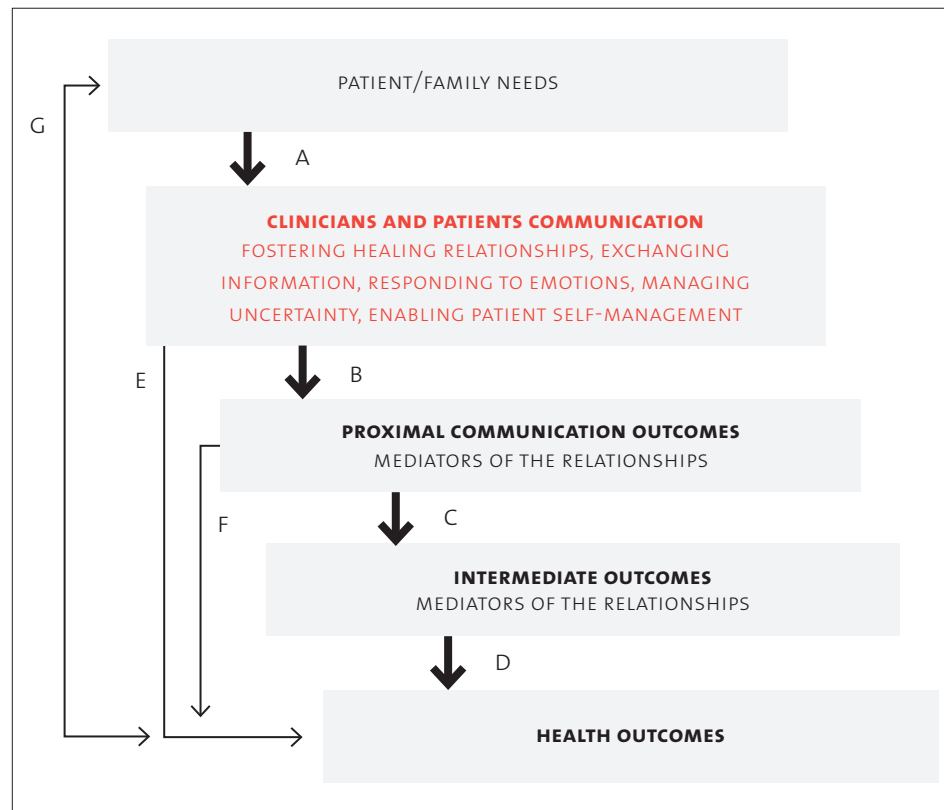 PATIENT/FAMILY NEEDS
G
A
CLINICIANS AND PATIENTS COMMUNICATION
FOSTERING HEALING RELATIONSHIPS, EXCHANGING
INFORMATION, RESPONDING TO EMOTIONS, MANAGING
UNCERTAINTY, ENABLING PATIENT SELF-MANAGEMENT
E
B
PROXIMAL COMMUNICATION OUTCOMES
MEDIATORS OF THE RELATIONSHIPS
F
C
INTERMEDIATE OUTCOMES
MEDIATORS OF THE RELATIONSHIPS
D
HEALTH OUTCOMES